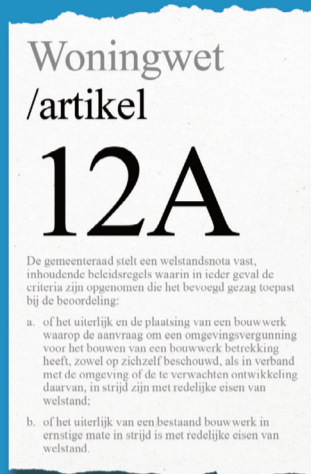 Woningwet
/artikel
12A
De gemeenteraad stelt een welstandsnota vast,
inhoudende beleidsregels waarin in ieder geval de
criteria zijn opgenomen die het bevoegd gezag toepast
bij de beoordeling:
a. of het uiterlijk en de plaatsing van een bouwwerk
waarop de aanvraag om een omgevingsvergunning
voor het bouwen van een bouwwerk betrekking
heeft, zowel op zichzelf beschouwd, als in verband
met de omgeving of de te verwachten ontwikkeling
daarvan, in strijd zijn met redelijke eisen van
welstand;
b. of het uiterlijk van een bestaand bouwwerk in
ernstige mate in strijd is met redelijke eisen van
welstand.